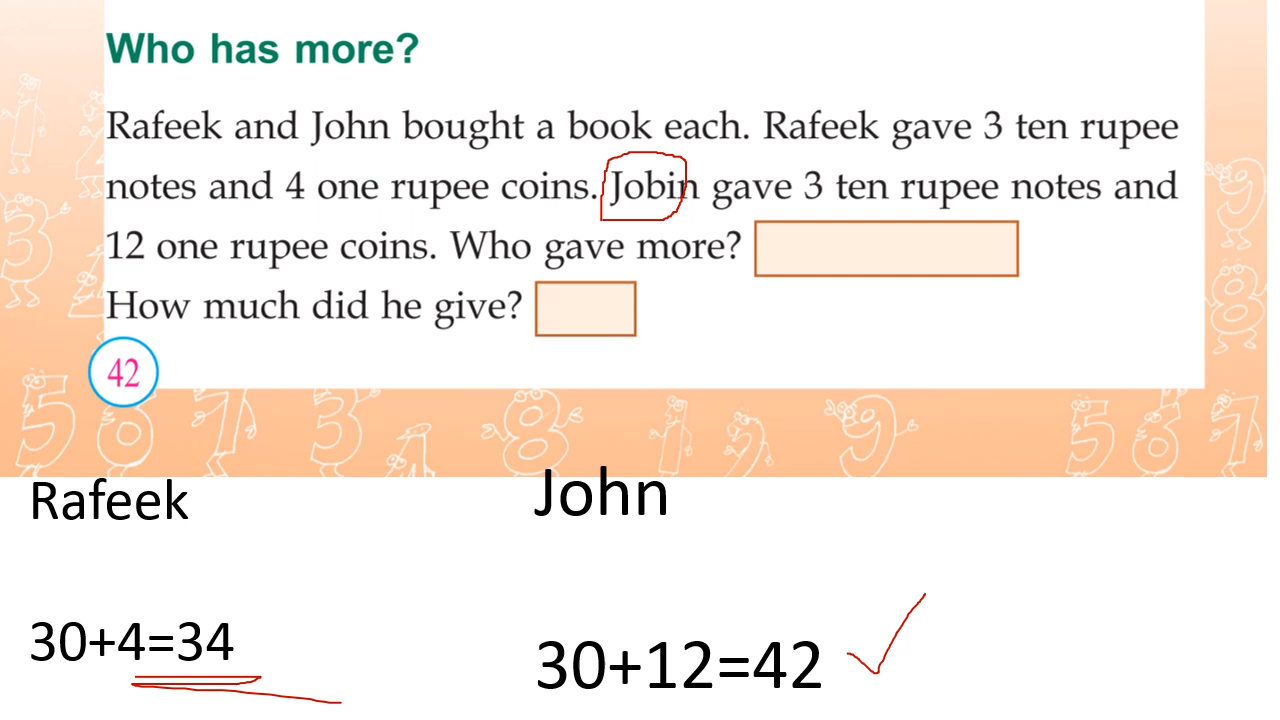 Who has more?
Rafeek and John bought a book each. Rafeek gave 3 ten rupee
notes and 4 one rupee coins. Jobin gave 3 ten rupee notes and
12 one rupee coins. Who gave more?
How much did he give?
42
Rafeek
John
30+4=34
30+12=42